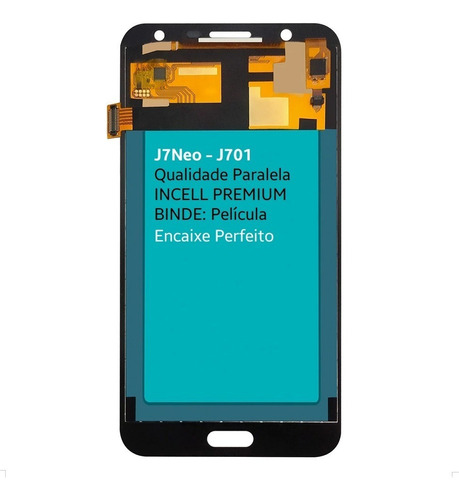 J7Neo - J701
Qualidade Paralela
INCELL PREMIUM
BINDE: Película
Encaixe Perfeito